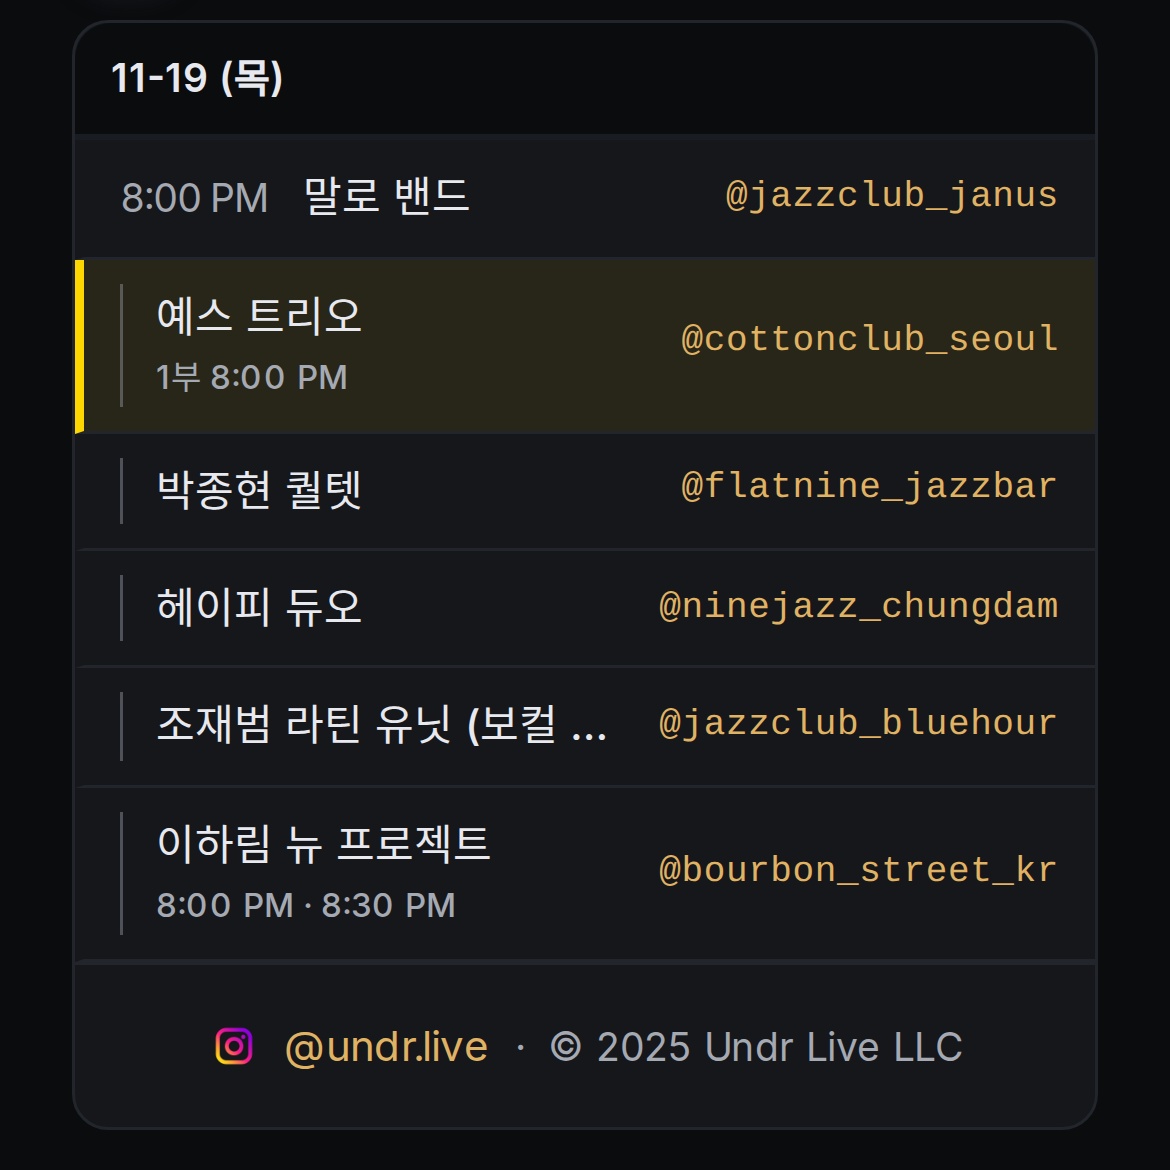 11-19 (목)
8:00 PM 말로 밴드 @jazzclub_janus
예스 트리오 @cottonclub_seoul
1부 8:00 PM
박종현 퀄텟 @flatnine_jazzbar
헤이피 듀오 @ninejazz_chungdam
조재범 라틴 유닛 (보컬 ... @jazzclub_bluehour
이하림 뉴 프로젝트 @bourbon_street_kr
8:00 PM · 8:30 PM
@undr.live · © 2025 Undr Live LLC